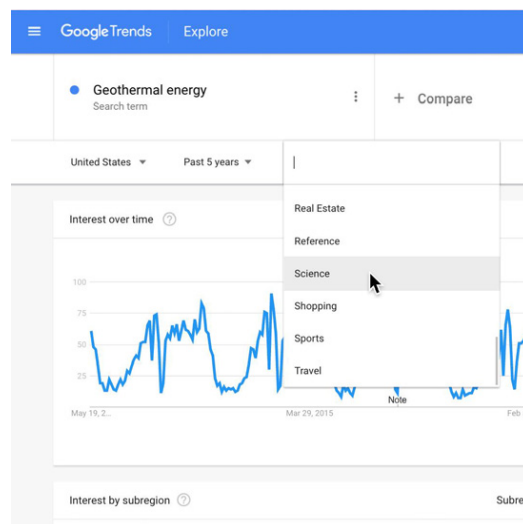 Google Trends Explore
Geothermal energy
Search term
+ Compare
United States Past 5 years
Real Estate
Reference
Science
Shopping
Sports
Travel
Interest over time
100
75
50
25
May 19, 2... Mar 29, 2015 Feb
Note
Interest by subregion Subre